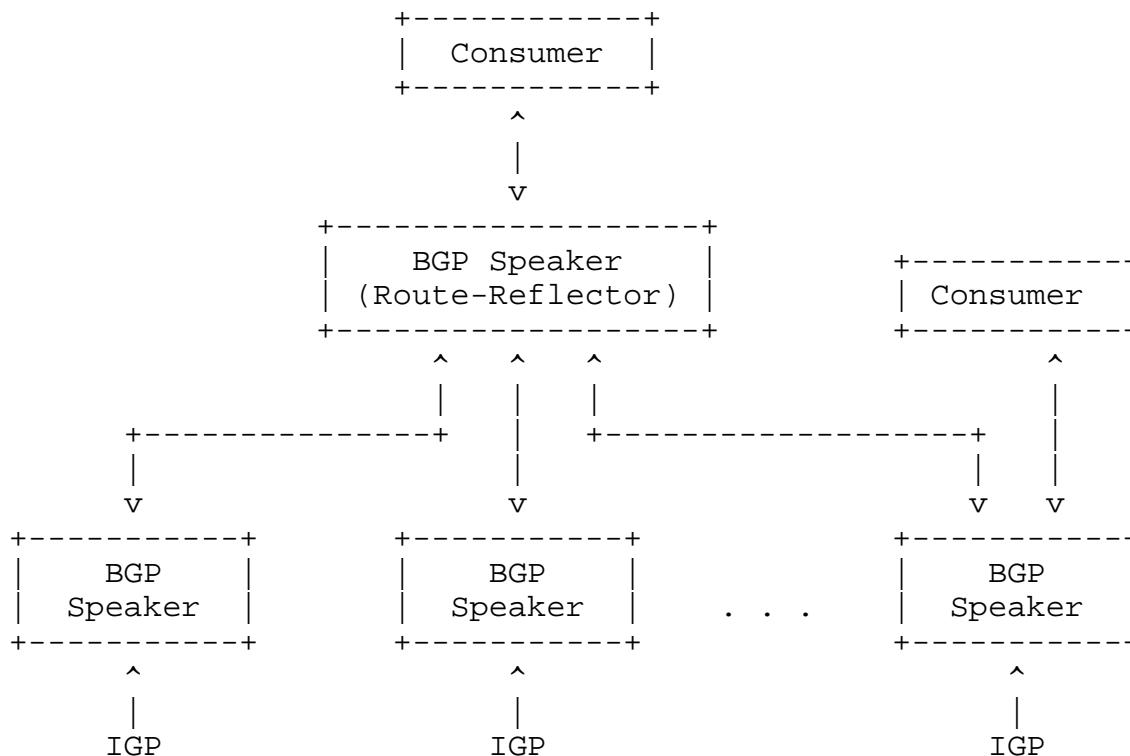 Consumer
BGP Speaker
(Route-Reflector)
Consumer
BGP BGP BGP
Speaker Speaker . . . Speaker
IGP IGP IGP